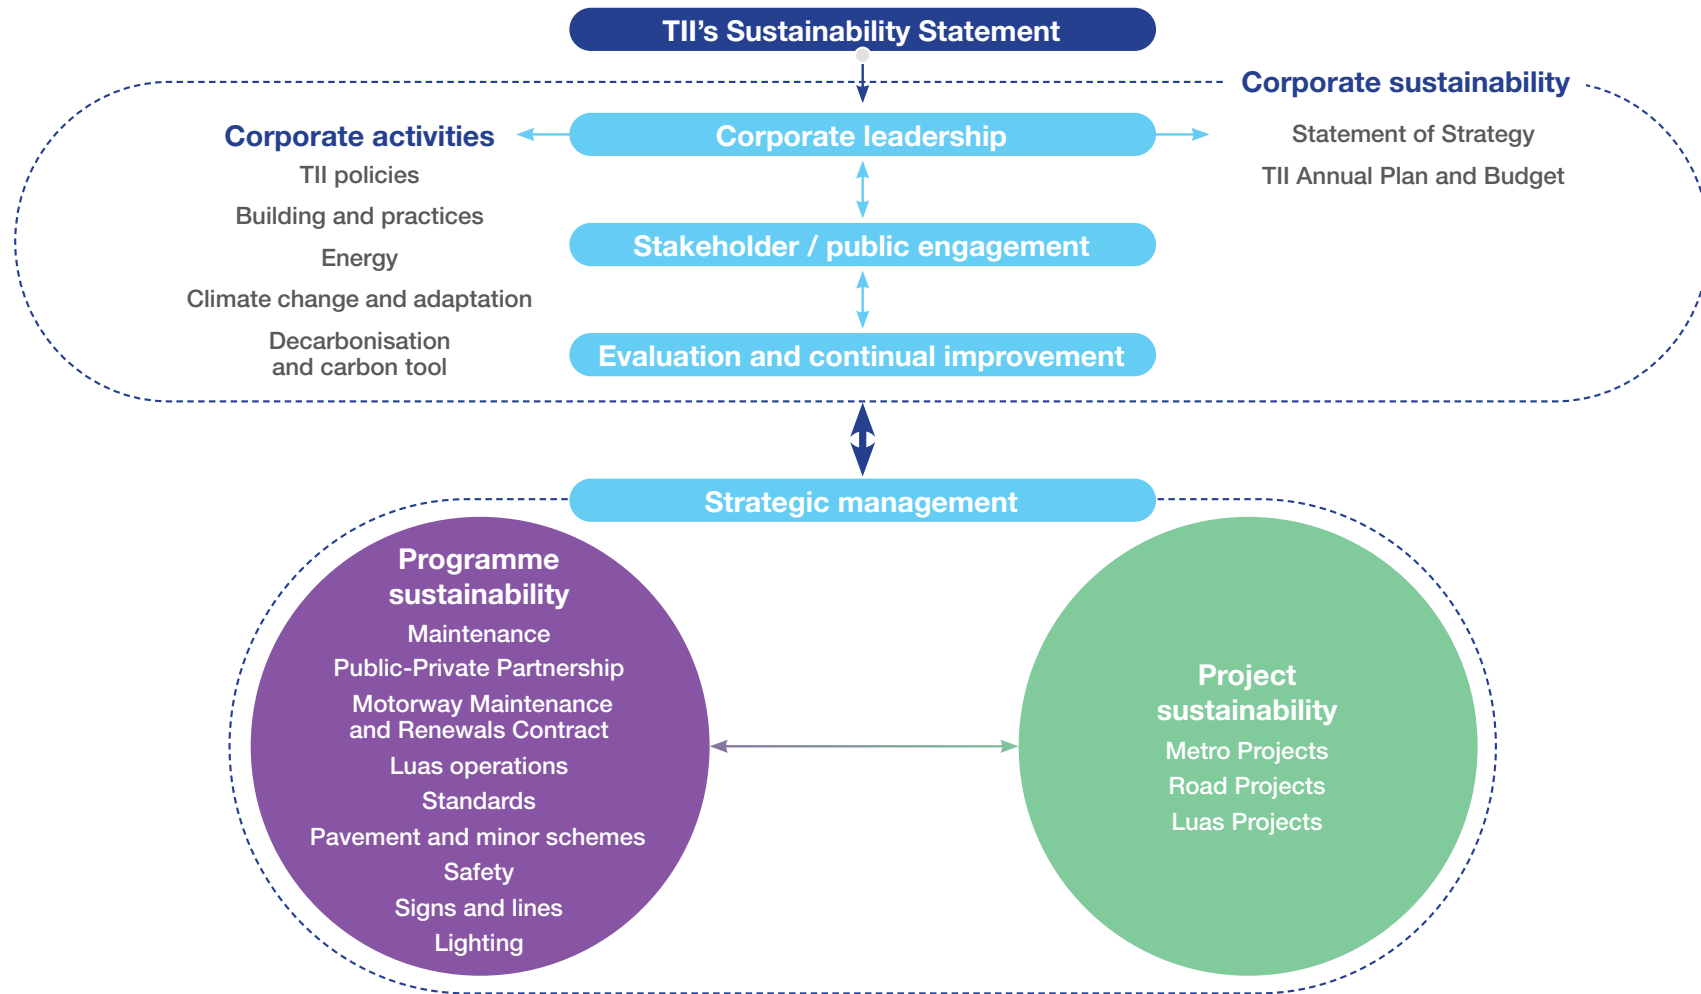 TII's Sustainability Statement
Corporate sustainability
Statement of Strategy
TII Annual Plan and Budget
Corporate leadership
Corporate activities
TII policies
Building and practices
Energy
Climate change and adaptation
Decarbonisation
and carbon tool
Stakeholder / public engagement
Evaluation and continual improvement
Strategic management
Programme
sustainability
Maintenance
Public-Private Partnership
Motorway Maintenance
and Renewals Contract
Luas operations
Standards
Pavement and minor schemes
Safety
Signs and lines
Lighting
Project
sustainability
Metro Projects
Road Projects
Luas Projects